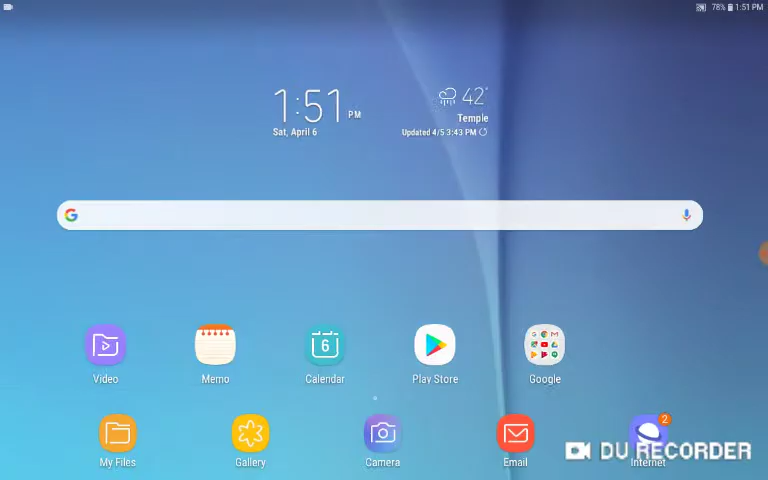 78% 1:51 PM
1:51 PM
Sat, April 6
42°
Temple
Updated 4/5 3:43 PM
Video
Memo
6
Calendar
Play Store
Google
My Files
Gallery
Camera
Email
2
Internet
DU RECORDER